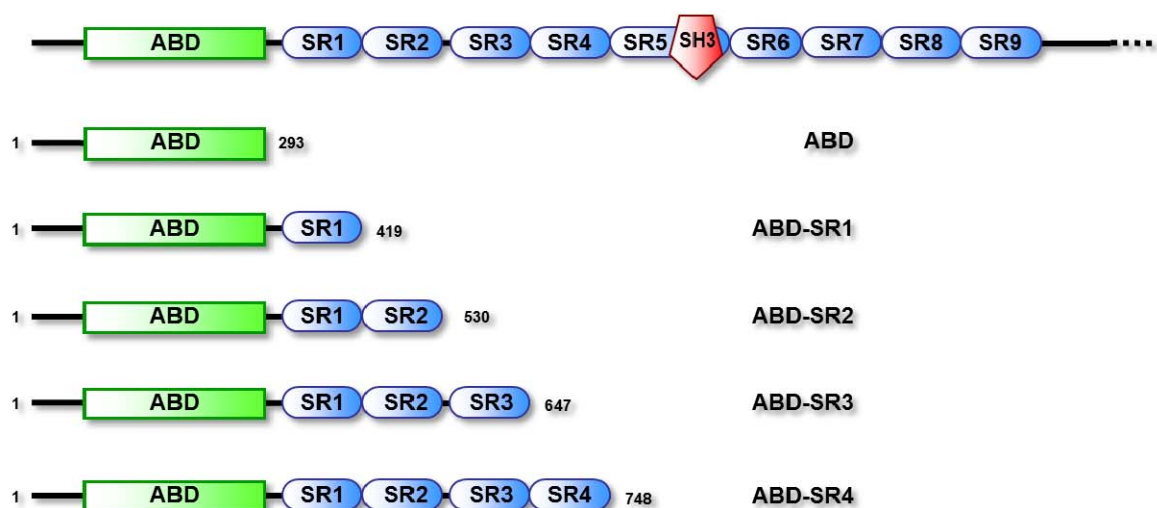 ABD SR1 SR2 SR3 SR4 SR5 SH3 SR6 SR7 SR8 SR9
1 ABD 293 ABD
1 ABD SR1 419 ABD-SR1
1 ABD SR1 SR2 530 ABD-SR2
1 ABD SR1 SR2 SR3 647 ABD-SR3
1 ABD SR1 SR2 SR3 SR4 748 ABD-SR4